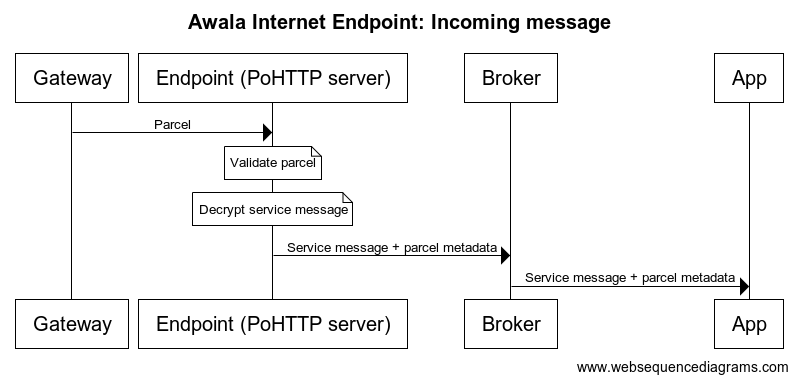 Awala Internet Endpoint: Incoming message
Gateway
Endpoint (PoHTTP server)
Broker
App
Parcel
Validate parcel
Decrypt service message
Service message + parcel metadata
Service message + parcel metadata
Gateway
Endpoint (PoHTTP server)
Broker
App
www.websequencediagrams.com